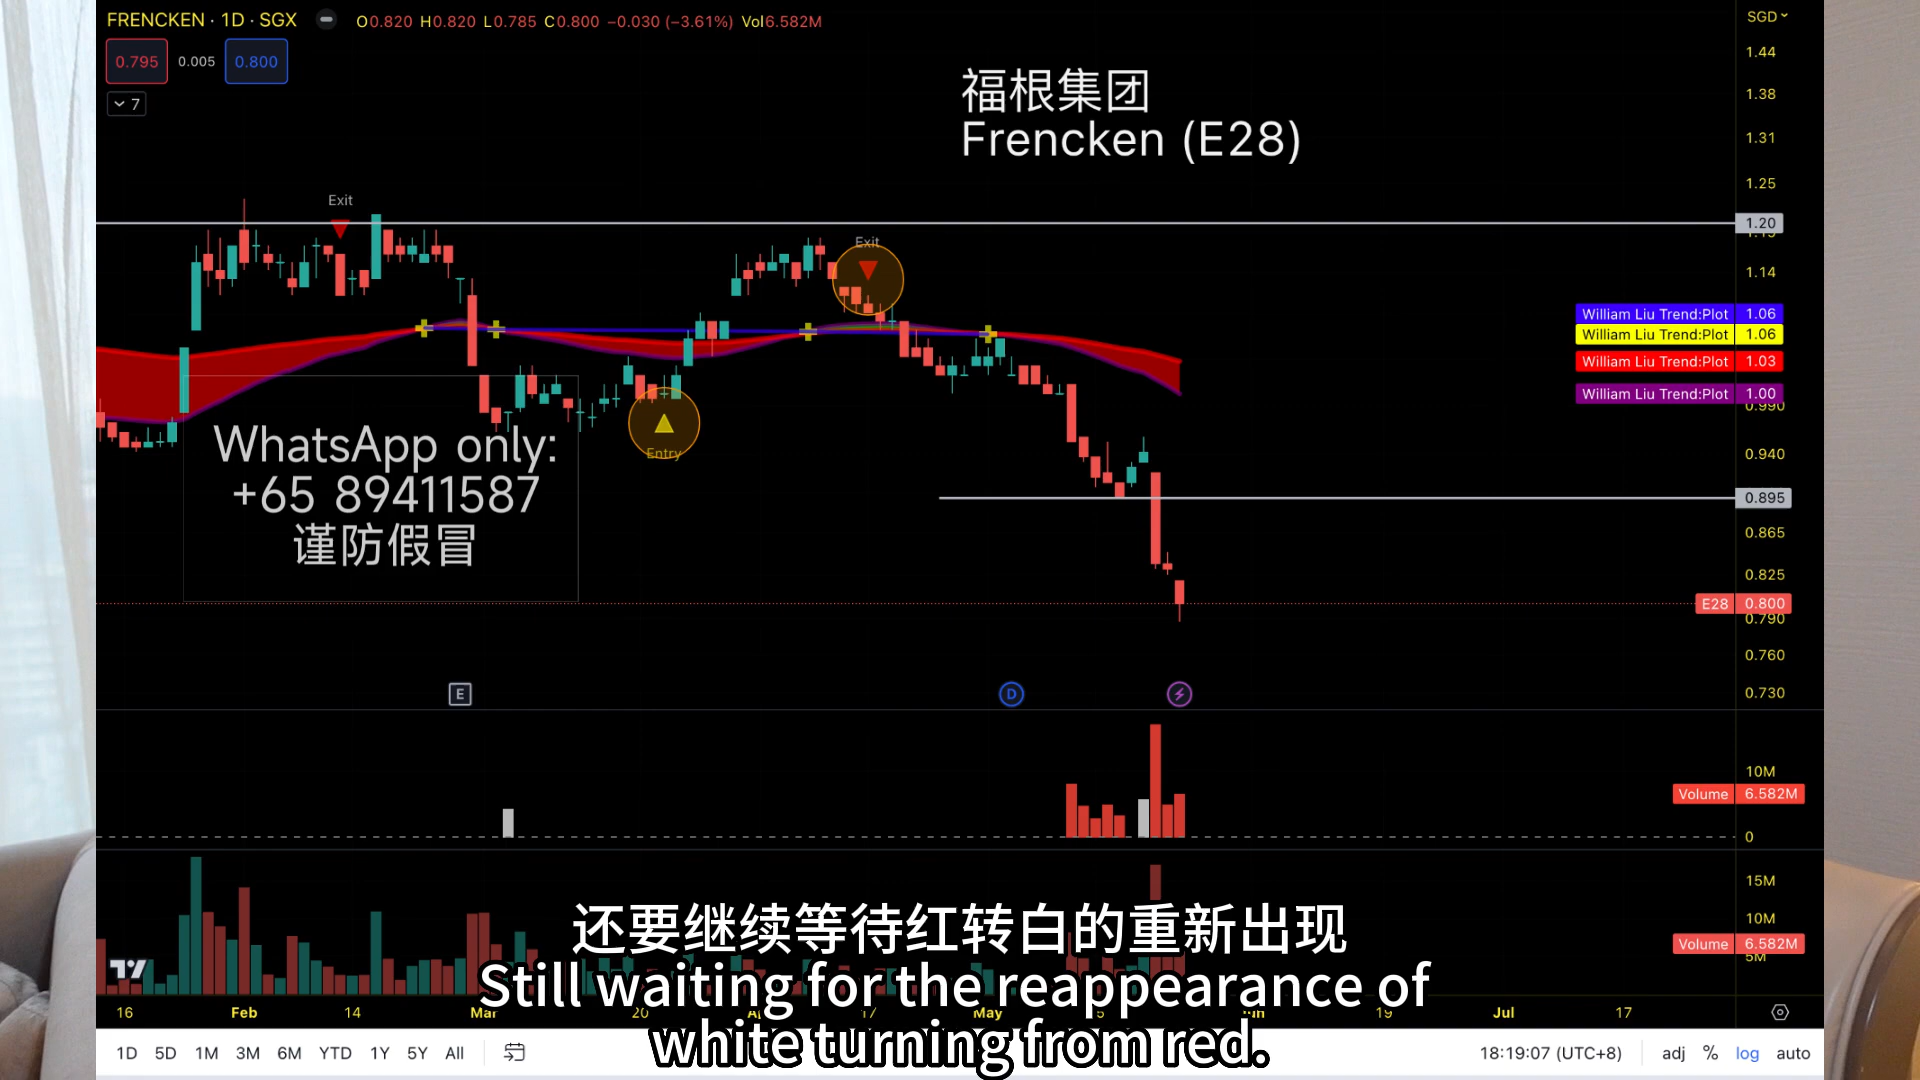 FRENCKEN · 1D · SGX
O0.820 H0.820 L0.785 C0.800 −0.030 (−3.61%) Vol6.582M
SGD
0.795 0.005 0.800
7
福根集团
Frencken (E28)
1.44
1.38
1.31
1.25
1.20
1.14
Exit
Exit
William Liu Trend:Plot 1.06
William Liu Trend:Plot 1.06
William Liu Trend:Plot 1.03
William Liu Trend:Plot 1.00
0.990
Entry
WhatsApp only:
+65 89411587
谨防假冒
0.940
0.895
0.865
0.825
E28 0.800
0.790
0.760
0.730
E
D
10M
Volume 6.582M
0
15M
10M
Volume 6.582M
5M
还要继续等待红转白的重新出现
Still waiting for the reappearance of
white turning from red.
16 Feb 14 Mar 20 May 19 Jul 17
1D 5D 1M 3M 6M YTD 1Y 5Y All
18:19:07 (UTC+8) adj % log auto